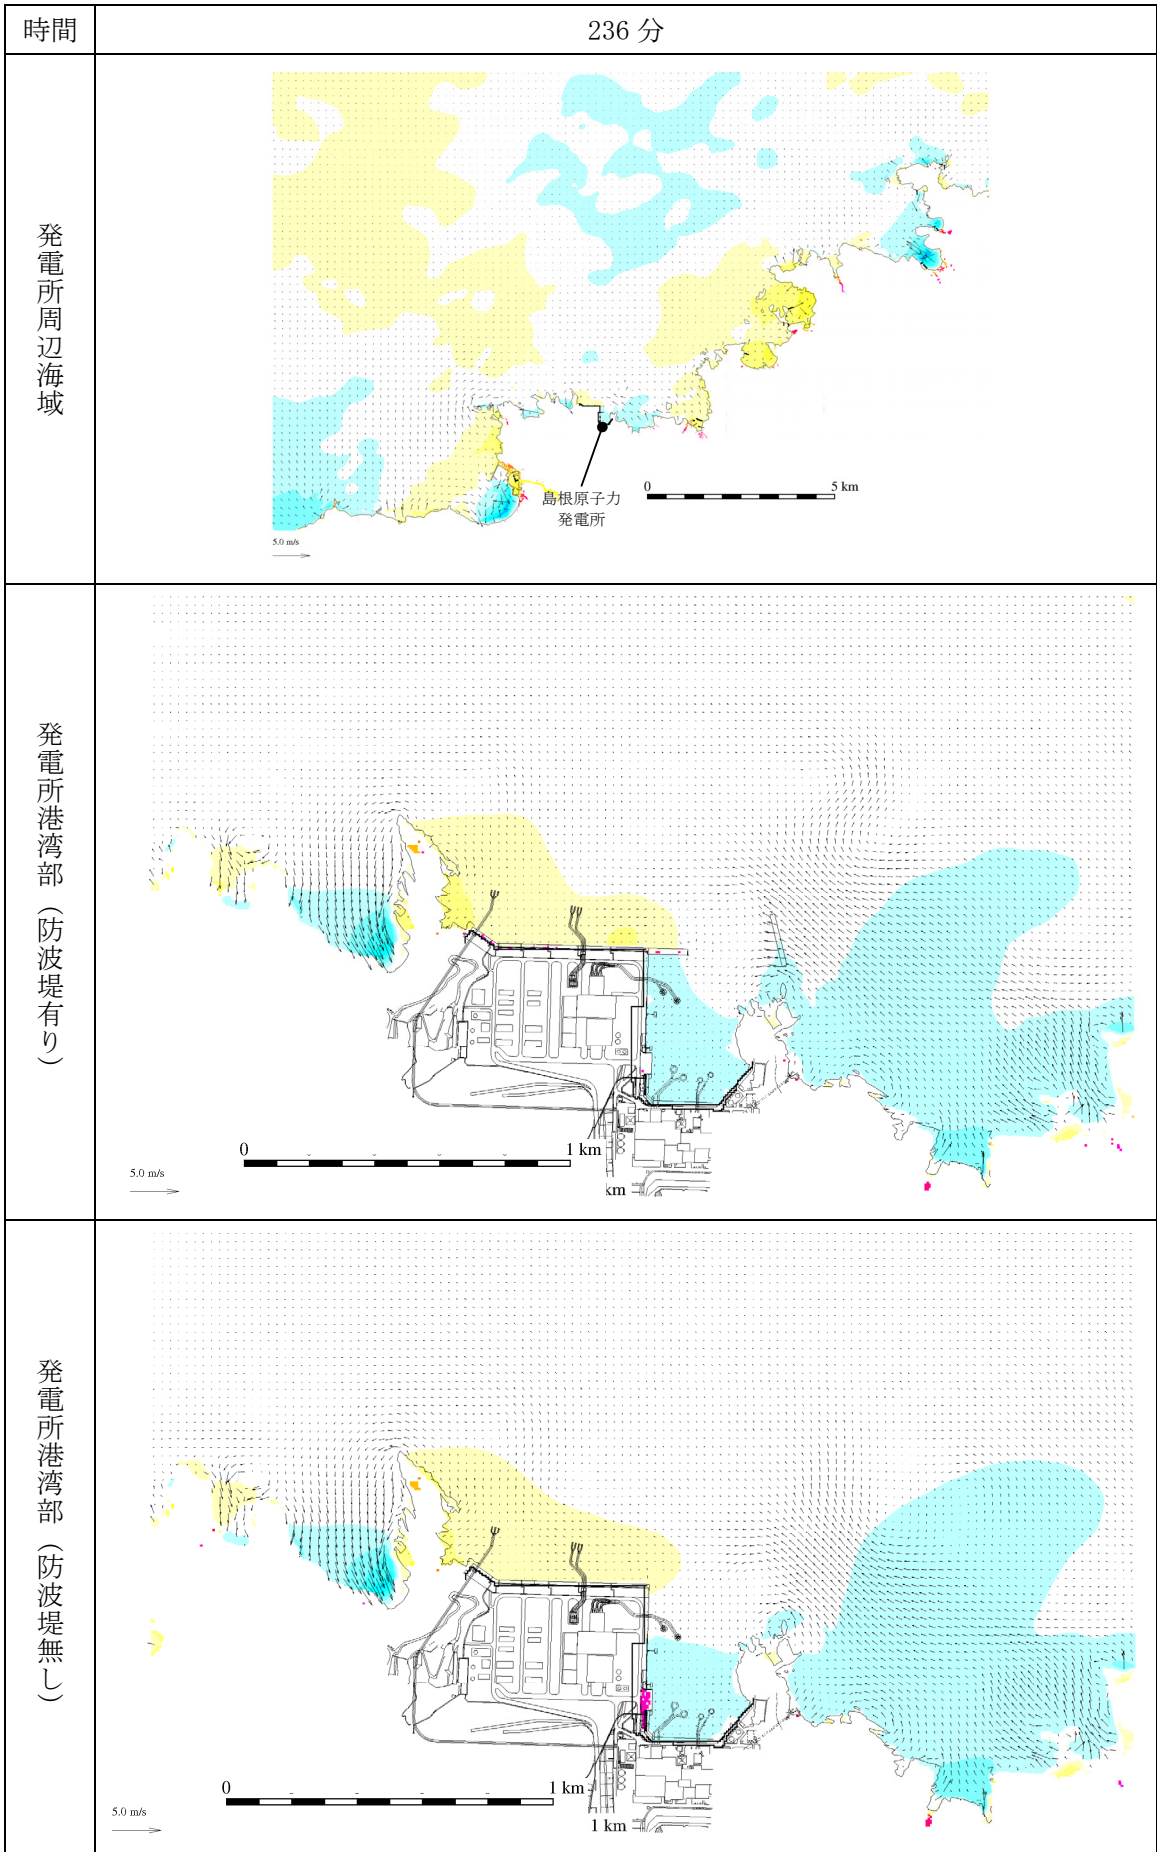 時間
236 分
発電所周辺海域
島根原子力
発電所
0
5 km
5.0 m/s
発電所港湾部（防波堤有り）
0
1 km
5.0 m/s
km
発電所港湾部（防波堤無し）
0
1 km
5.0 m/s
1 km